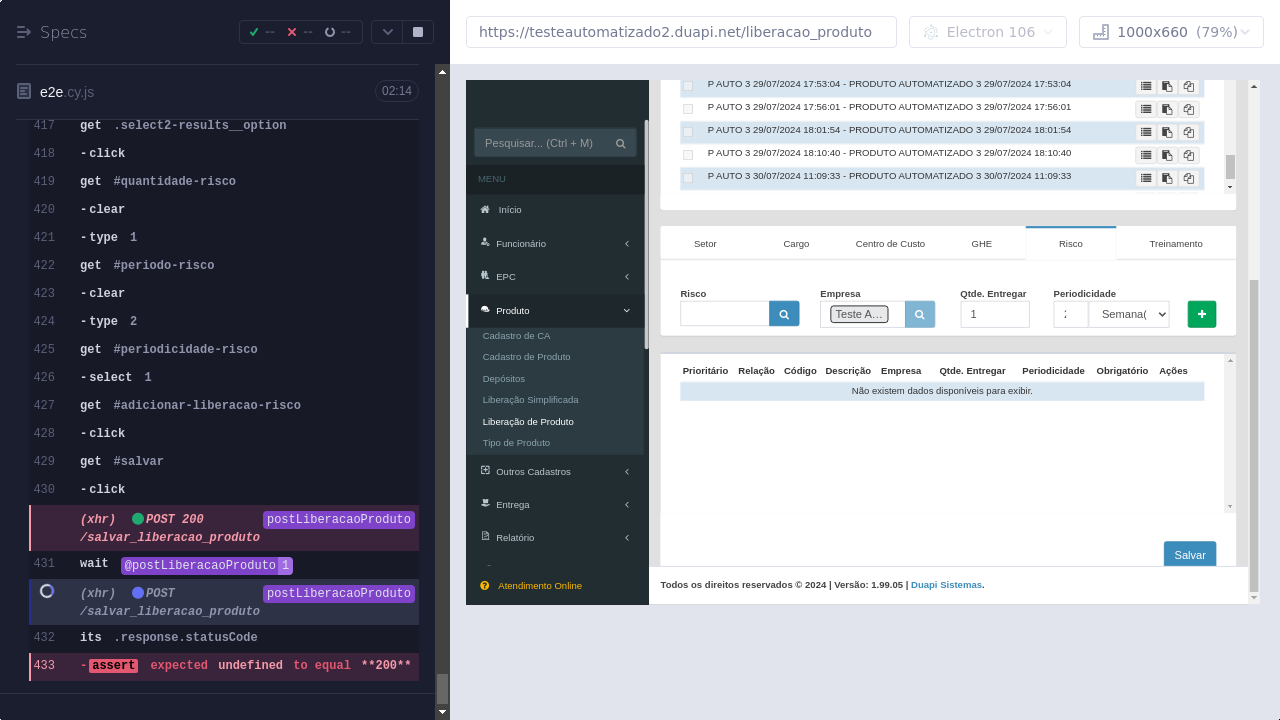 Specs
--
--
--
e2e.cy.js
02:14
417 get .select2-results__option
418 -click
419 get #quantidade-risco
420 -clear
421 -type 1
422 get #periodo-risco
423 -clear
424 -type 2
425 get #periodicidade-risco
426 -select 1
427 get #adicionar-liberacao-risco
428 -click
429 get #salvar
430 -click
(xhr) POST 200 /salvar_liberacao_produto postLiberacaoProduto
431 wait @postLiberacaoProduto 1
(xhr) POST /salvar_liberacao_produto postLiberacaoProduto
432 its .response.statusCode
433 -assert expected undefined to equal **200**
https://testeautomatizado2.duapi.net/liberacao_produto
Electron 106
1000x660 (79%)
Pesquisar... (Ctrl + M)
MENU
Início
Funcionário
EPC
Produto
Cadastro de CA
Cadastro de Produto
Depósitos
Liberação Simplificada
Liberação de Produto
Tipo de Produto
Outros Cadastros
Entrega
Relatório
Atendimento Online
P AUTO 3 29/07/2024 17:53:04 - PRODUTO AUTOMATIZADO 3 29/07/2024 17:53:04
P AUTO 3 29/07/2024 17:56:01 - PRODUTO AUTOMATIZADO 3 29/07/2024 17:56:01
P AUTO 3 29/07/2024 18:01:54 - PRODUTO AUTOMATIZADO 3 29/07/2024 18:01:54
P AUTO 3 29/07/2024 18:10:40 - PRODUTO AUTOMATIZADO 3 29/07/2024 18:10:40
P AUTO 3 30/07/2024 11:09:33 - PRODUTO AUTOMATIZADO 3 30/07/2024 11:09:33
Setor Cargo Centro de Custo GHE Risco Treinamento
Risco Empresa Qtde. Entregar Periodicidade
Teste A… 1 Semana(
Prioritário Relação Código Descrição Empresa Qtde. Entregar Periodicidade Obrigatório Ações
Não existem dados disponíveis para exibir.
Salvar
Todos os direitos reservados © 2024 | Versão: 1.99.05 | Duapi Sistemas.